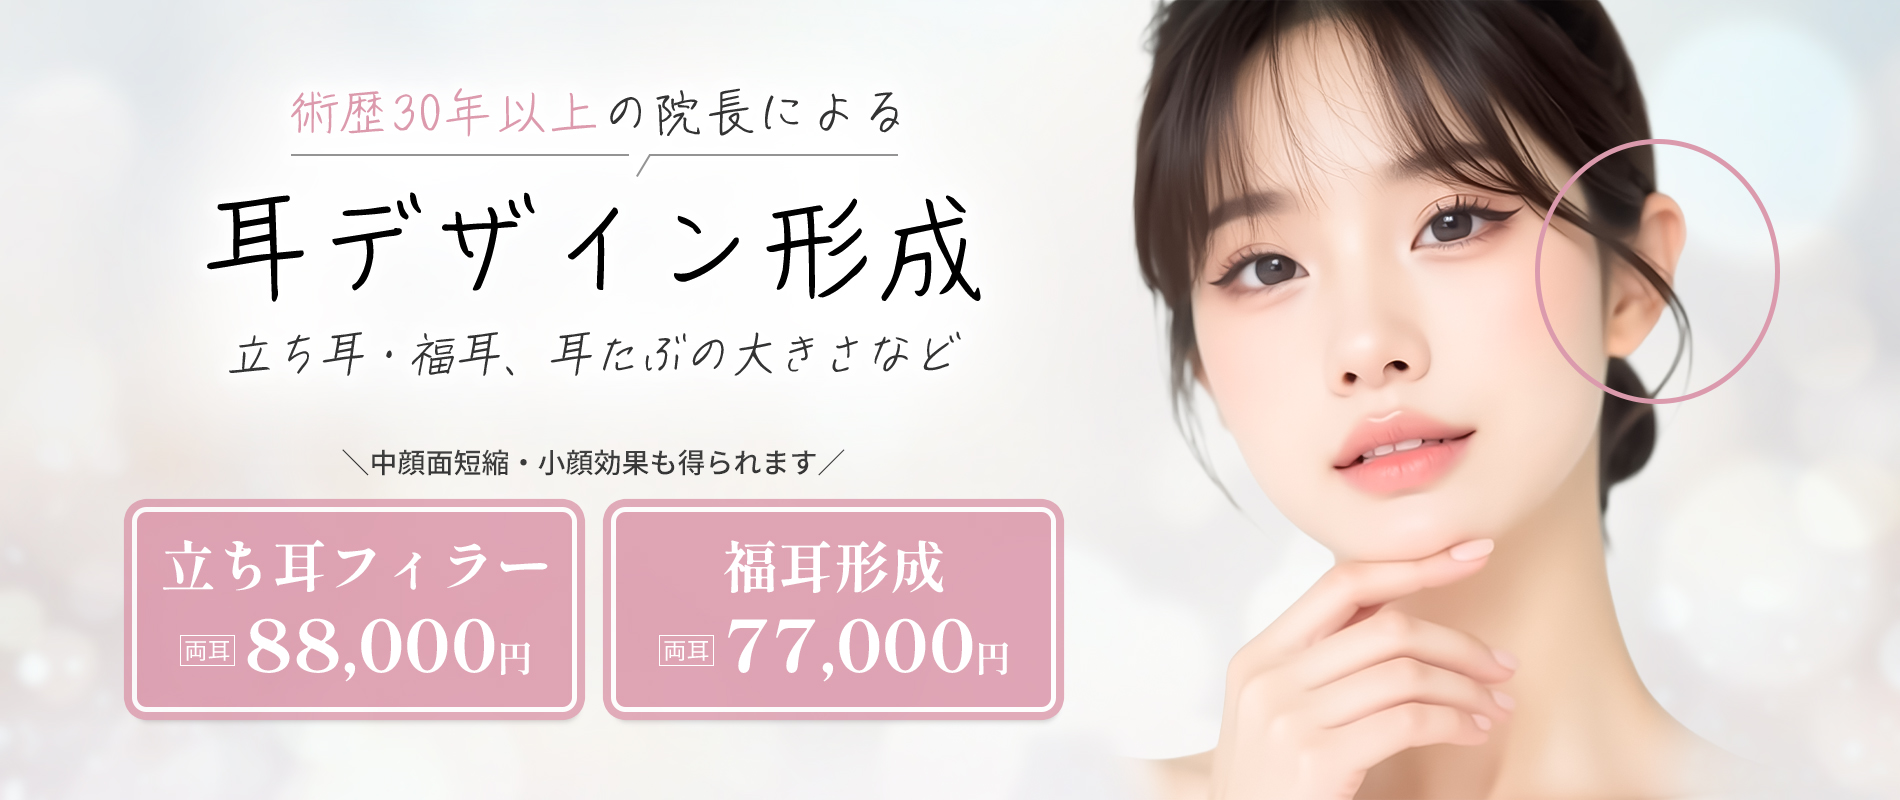 術歴30年以上の院長による
耳デザイン形成
立ち耳・福耳、耳たぶの大きさなど
＼中顔面短縮・小顔効果も得られます／
立ち耳フィラー
両耳 88,000円
福耳形成
両耳 77,000円